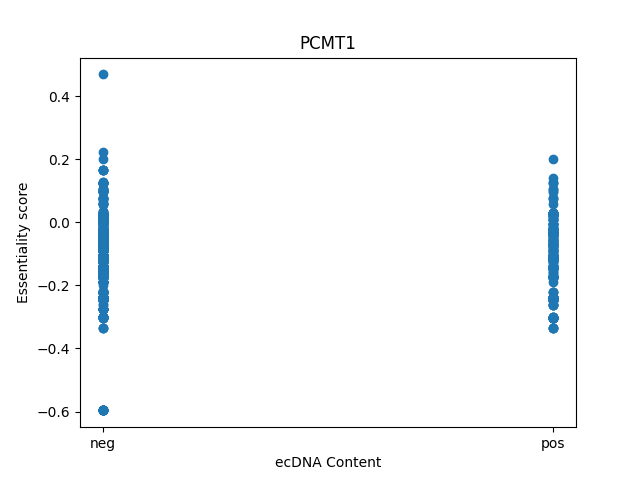 PCMT1
Essentiality score
0.4
0.2
0.0
−0.2
−0.4
−0.6
neg
pos
ecDNA Content